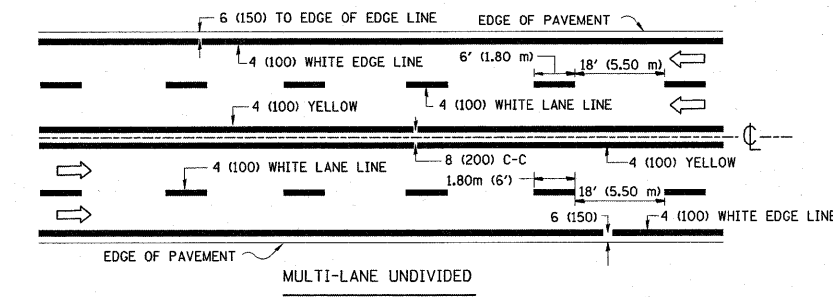 6 (150) TO EDGE OF EDGE LINE
EDGE OF PAVEMENT
4 (100) WHITE EDGE LINE
6' (1.80 m)
18' (5.50 m)
4 (100) YELLOW
4 (100) WHITE LANE LINE
℄
4 (100) WHITE LANE LINE
8 (200) C-C
4 (100) YELLOW
1.80m (6')
18' (5.50 m)
6 (150)
4 (100) WHITE EDGE LINE
EDGE OF PAVEMENT
MULTI-LANE UNDIVIDED